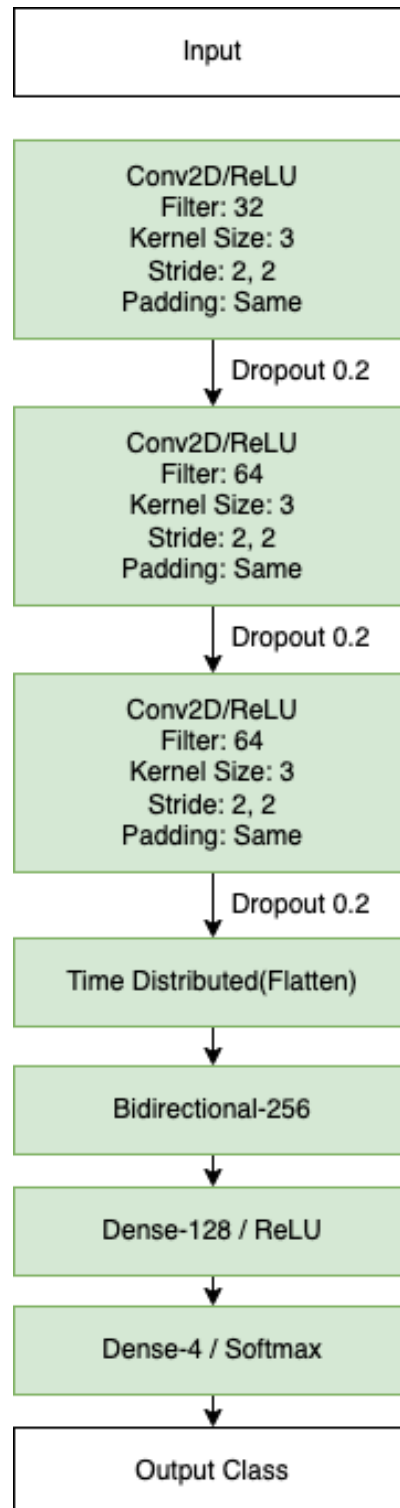 Input
Conv2D/ReLU
Filter: 32
Kernel Size: 3
Stride: 2, 2
Padding: Same
Dropout 0.2
Conv2D/ReLU
Filter: 64
Kernel Size: 3
Stride: 2, 2
Padding: Same
Dropout 0.2
Conv2D/ReLU
Filter: 64
Kernel Size: 3
Stride: 2, 2
Padding: Same
Dropout 0.2
Time Distributed(Flatten)
Bidirectional-256
Dense-128 / ReLU
Dense-4 / Softmax
Output Class